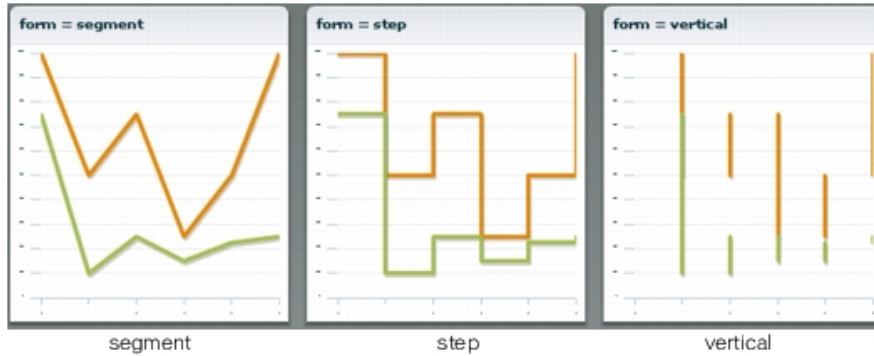 form = segment
form = step
form = vertical
segment
step
vertical